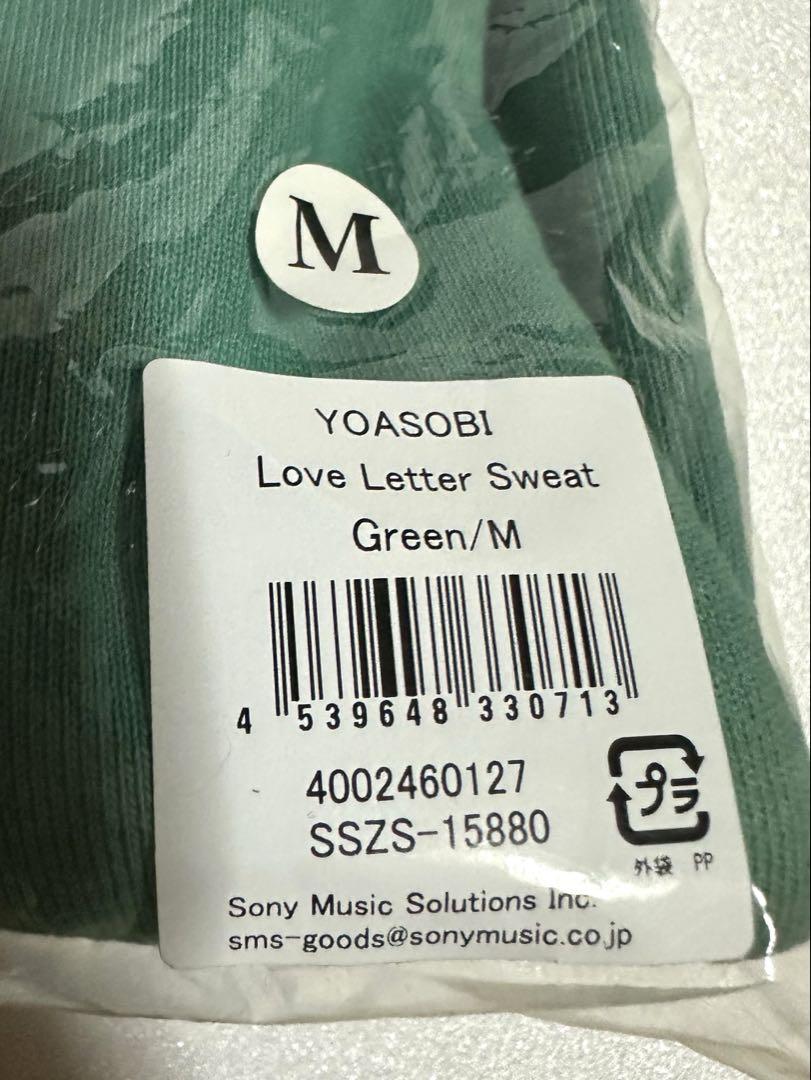 M
YOASOBI
Love Letter Sweat
Green/M
4 539648 330713
4002460127
SSZS-15880
プラ
外袋 PP
Sony Music Solutions Inc.
sms-goods@sonymusic.co.jp